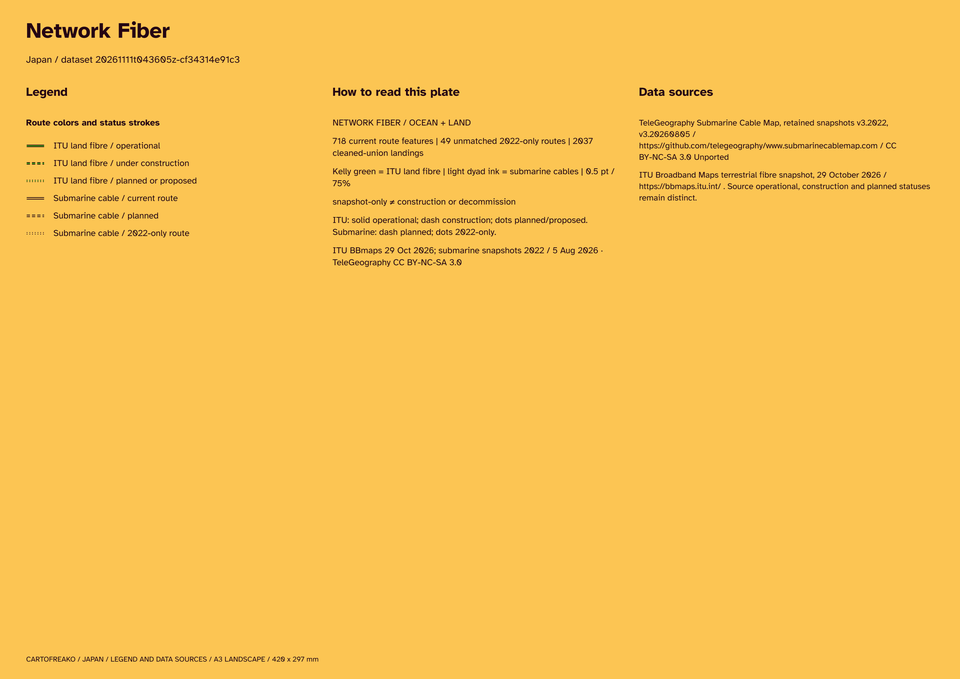 Network Fiber
Japan / dataset 20261111t043605z-cf34314e91c3
Legend
Route colors and status strokes
ITU land fibre / operational
ITU land fibre / under construction
ITU land fibre / planned or proposed
Submarine cable / current route
Submarine cable / planned
Submarine cable / 2022-only route
How to read this plate
NETWORK FIBER / OCEAN + LAND
718 current route features | 49 unmatched 2022-only routes | 2037
cleaned-union landings
Kelly green = ITU land fibre | light dyad ink = submarine cables | 0.5 pt /
75%
snapshot-only ≠ construction or decommission
ITU: solid operational; dash construction; dots planned/proposed.
Submarine: dash planned; dots 2022-only.
ITU BBmaps 29 Oct 2026; submarine snapshots 2022 / 5 Aug 2026 ·
TeleGeography CC BY-NC-SA 3.0
Data sources
TeleGeography Submarine Cable Map, retained snapshots v3.2022,
v3.20260805 /
https://github.com/telegeography/www.submarinecablemap.com / CC
BY-NC-SA 3.0 Unported
ITU Broadband Maps terrestrial fibre snapshot, 29 October 2026 /
https://bbmaps.itu.int/ . Source operational, construction and planned statuses
remain distinct.
CARTOFREAKO / JAPAN / LEGEND AND DATA SOURCES / A3 LANDSCAPE / 420 x 297 mm